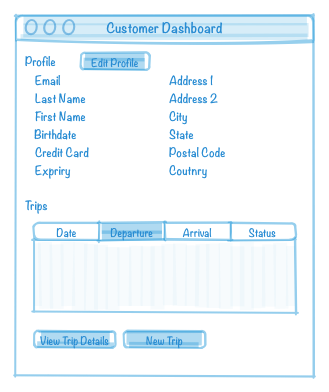 Customer Dashboard
Profile Edit Profile
Email Address 1
Last Name Address 2
First Name City
Birthdate State
Credit Card Postal Code
Expriry Coutnry
Trips
Date Departure Arrival Status
View Trip Details New Trip